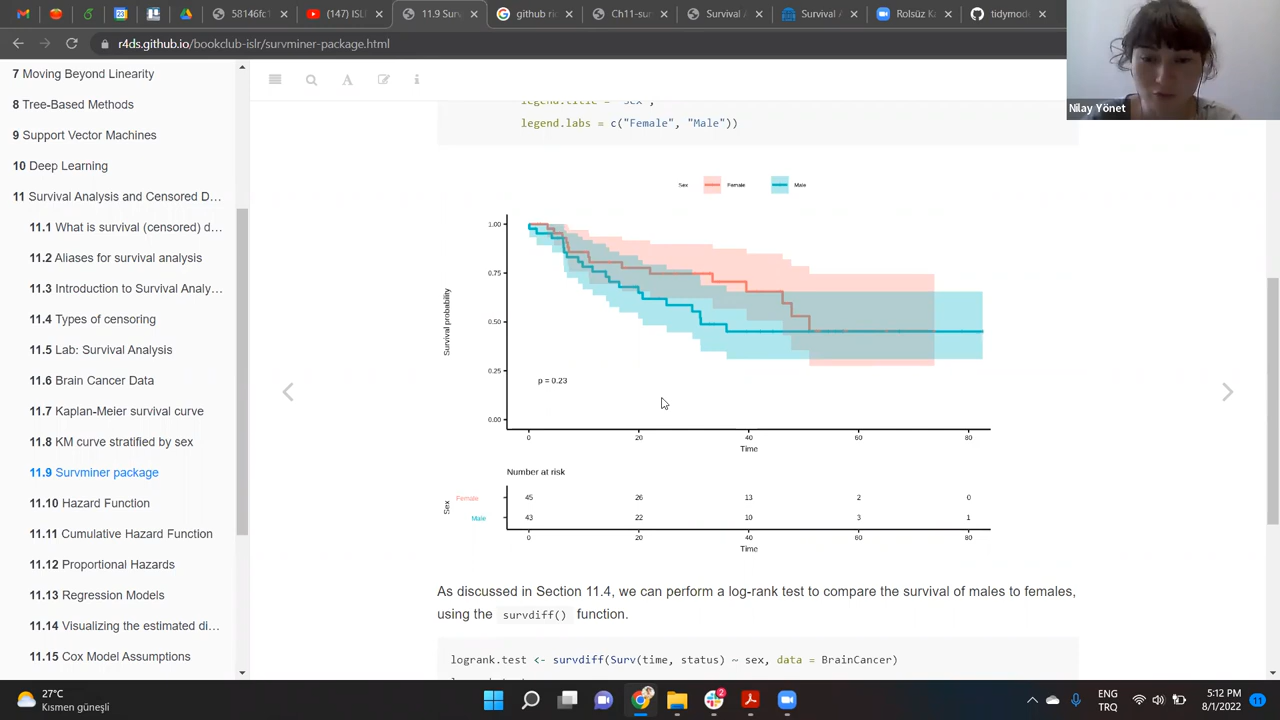 58146fc1
(147) ISL
11.9 Surv
github ri
Ch11-sur
Survival
Survival A
Rolsüz K
tidymode
r4ds.github.io/bookclub-islr/survminer-package.html
Nilay Yönet
7 Moving Beyond Linearity
8 Tree-Based Methods
9 Support Vector Machines
10 Deep Learning
11 Survival Analysis and Censored D…
11.1 What is survival (censored) d…
11.2 Aliases for survival analysis
11.3 Introduction to Survival Analy…
11.4 Types of censoring
11.5 Lab: Survival Analysis
11.6 Brain Cancer Data
11.7 Kaplan-Meier survival curve
11.8 KM curve stratified by sex
11.9 Survminer package
11.10 Hazard Function
11.11 Cumulative Hazard Function
11.12 Proportional Hazards
11.13 Regression Models
11.14 Visualizing the estimated di…
11.15 Cox Model Assumptions
legend.title = "Sex",
legend.labs = c("Female", "Male"))
Sex Female Male
Survival probability
1.00
0.75
0.50
0.25
0.00
p = 0.23
0 20 40 60 80
Time
Number at risk
Sex
Female 45 26 13 2 0
Male 43 22 10 3 1
0 20 40 60 80
Time
As discussed in Section 11.4, we can perform a log-rank test to compare the survival of males to females,
using the survdiff() function.
logrank.test <- survdiff(Surv(time, status) ~ sex, data = BrainCancer)
27°C
Kısmen güneşli
2
ENG
TRQ
5:12 PM
8/1/2022
11